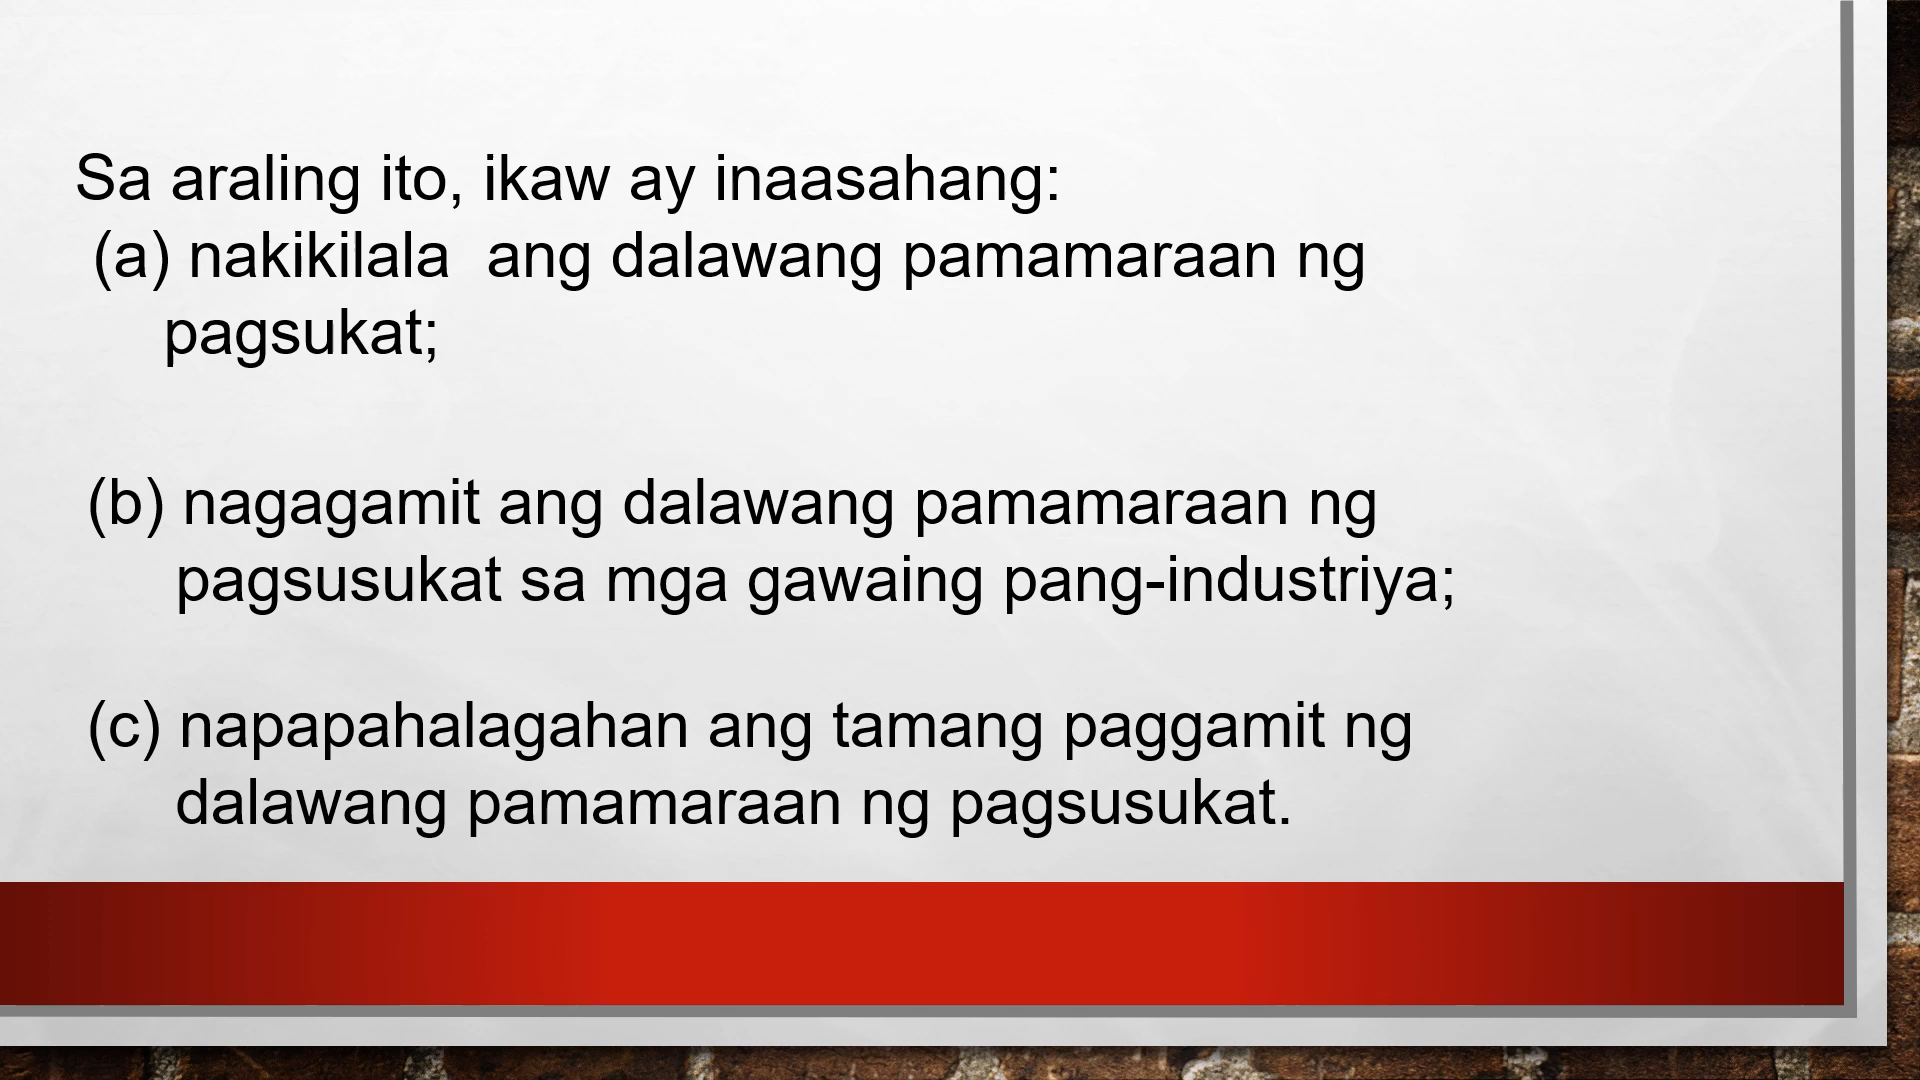 Sa araling ito, ikaw ay inaasahang:
(a) nakikilala  ang dalawang pamamaraan ng
pagsukat;
(b) nagagamit ang dalawang pamamaraan ng
pagsusukat sa mga gawaing pang-industriya;
(c) napapahalagahan ang tamang paggamit ng
dalawang pamamaraan ng pagsusukat.